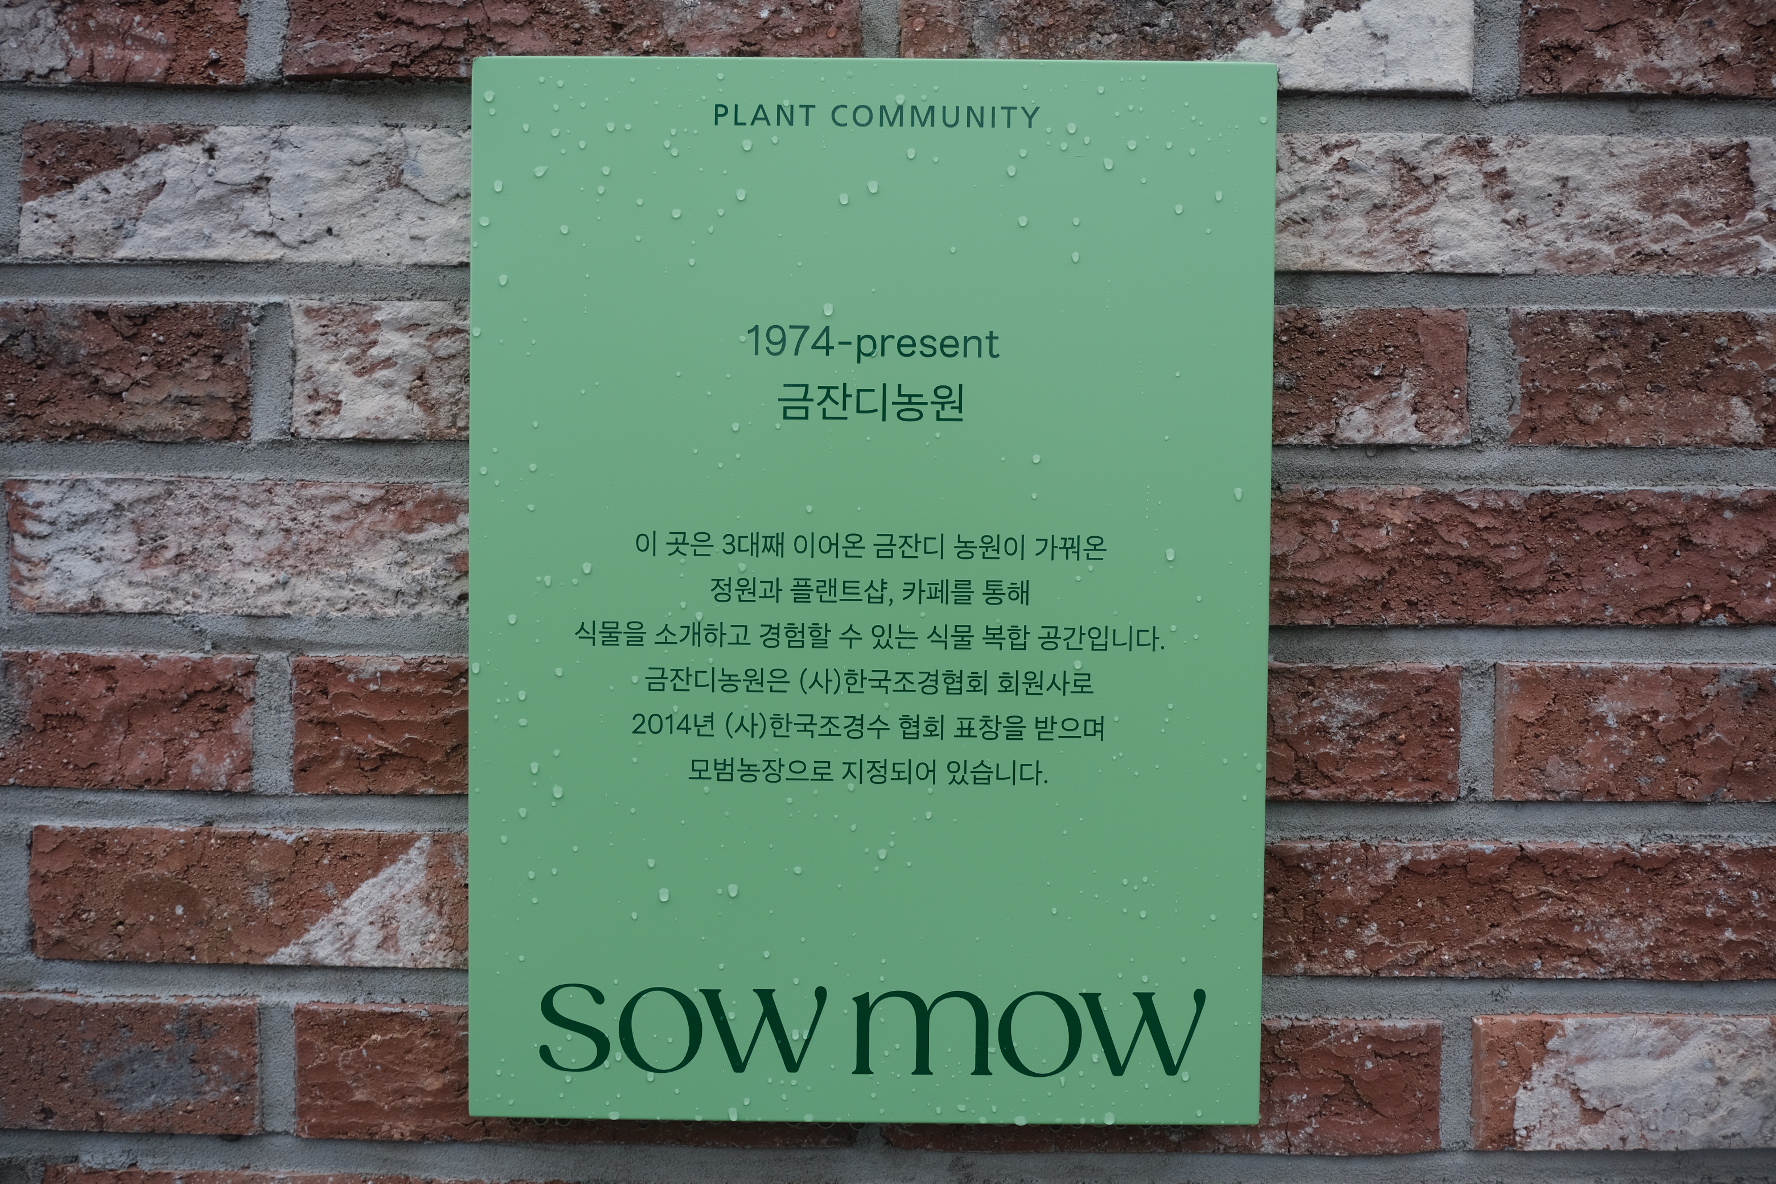 PLANT COMMUNITY
1974-present
금잔디농원
이 곳은 3대째 이어온 금잔디 농원이 가꿔온
정원과 플랜트샵, 카페를 통해
식물을 소개하고 경험할 수 있는 식물 복합 공간입니다.
금잔디농원은 (사)한국조경협회 회원사로
2014년 (사)한국조경수 협회 표창을 받으며
모범농장으로 지정되어 있습니다.
sow mow